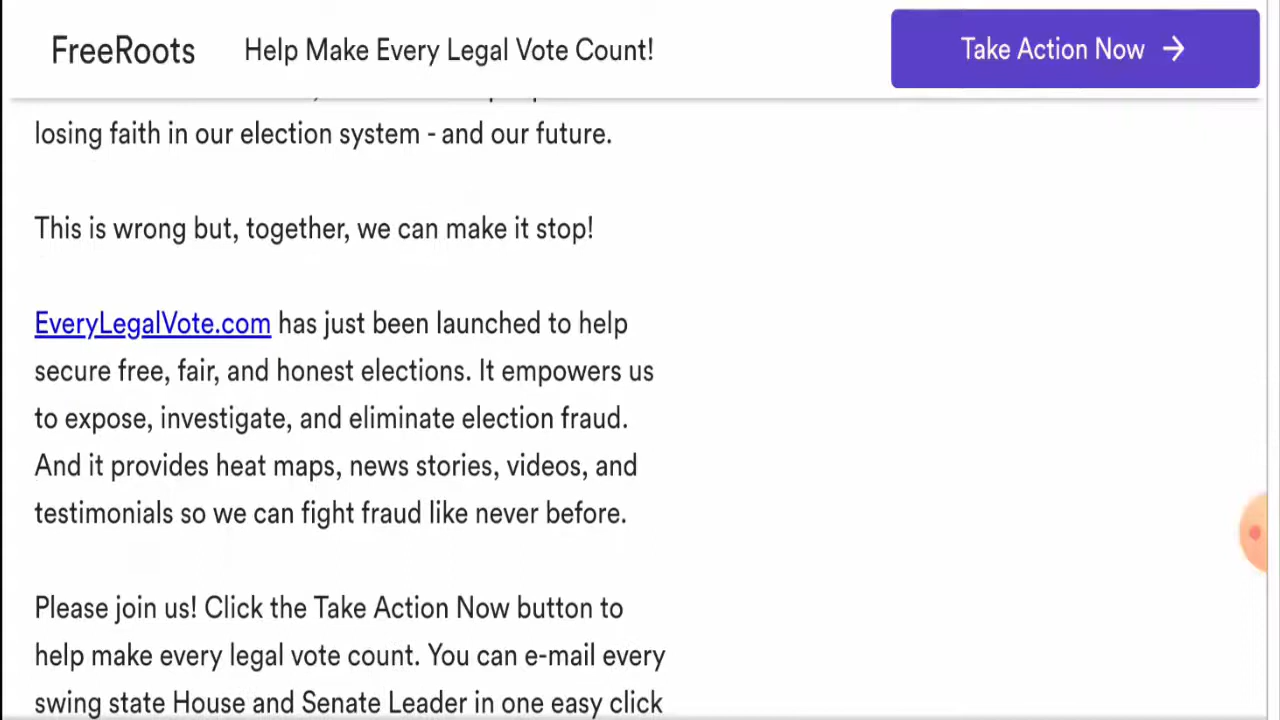 FreeRoots Help Make Every Legal Vote Count! Take Action Now →
losing faith in our election system - and our future.
This is wrong but, together, we can make it stop!
EveryLegalVote.com has just been launched to help
secure free, fair, and honest elections. It empowers us
to expose, investigate, and eliminate election fraud.
And it provides heat maps, news stories, videos, and
testimonials so we can fight fraud like never before.
Please join us! Click the Take Action Now button to
help make every legal vote count. You can e-mail every
swing state House and Senate Leader in one easy click